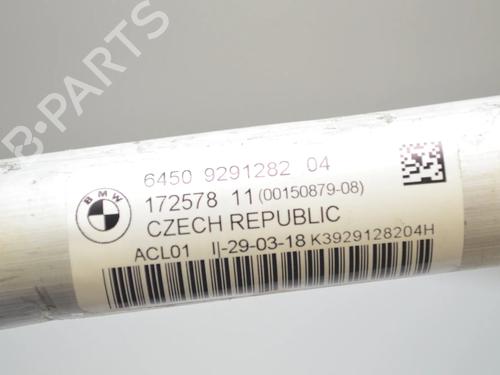 B-PARTS
BMW
6450 9291282 04
172578 11 (00150879-08)
CZECH REPUBLIC
ACL01 II-29-03-18 K3929128204H